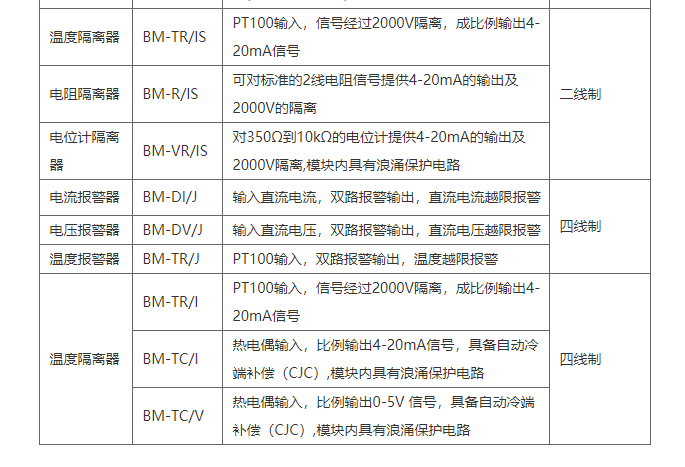 温度隔离器
BM-TR/IS
PT100输入，信号经过2000V隔离，成比例输出4-
20mA信号
电阻隔离器
BM-R/IS
可对标准的2线电阻信号提供4-20mA的输出及
2000V的隔离
二线制
电位计隔离
器
BM-VR/IS
对350Ω到10kΩ的电位计提供4-20mA的输出及
2000V隔离,模块内具有浪涌保护电路
电流报警器
BM-DI/J
输入直流电流，双路报警输出，直流电流越限报警
电压报警器
BM-DV/J
输入直流电压，双路报警输出，直流电压越限报警
四线制
温度报警器
BM-TR/J
PT100输入，双路报警输出，温度越限报警
温度隔离器
BM-TR/I
PT100输入，信号经过2000V隔离，成比例输出4-
20mA信号
BM-TC/I
热电偶输入，比例输出4-20mA信号，具备自动冷
端补偿（CJC）,模块内具有浪涌保护电路
四线制
BM-TC/V
热电偶输入，比例输出0-5V 信号，具备自动冷端
补偿（CJC）,模块内具有浪涌保护电路